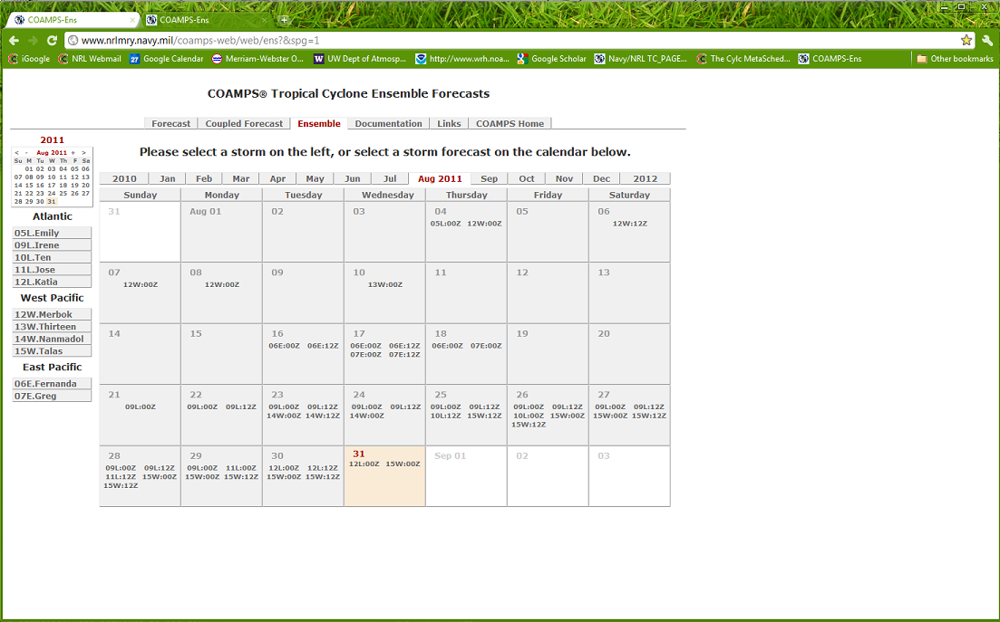 COAMPS-Ens COAMPS-Ens
www.nrlmry.navy.mil/coamps-web/web/ens?&spg=1
iGoogle NRL Webmail 27 Google Calendar Merriam-Webster O... W UW Dept of Atmosp... http://www.wrh.noa... Google Scholar Navy/NRL TC_PAGE... The Cylc MetaSched... COAMPS-Ens Other bookmarks
COAMPS® Tropical Cyclone Ensemble Forecasts
Forecast Coupled Forecast Ensemble Documentation Links COAMPS Home
2011
< - Aug 2011 + >
Su M Tu W Th F Sa
01 02 03 04 05 06
07 08 09 10 11 12 13
14 15 16 17 18 19 20
21 22 23 24 25 26 27
28 29 30 31
Atlantic
05L.Emily
09L.Irene
10L.Ten
11L.Jose
12L.Katia
West Pacific
12W.Merbok
13W.Thirteen
14W.Nanmadol
15W.Talas
East Pacific
06E.Fernanda
07E.Greg
Please select a storm on the left, or select a storm forecast on the calendar below.
2010 Jan Feb Mar Apr May Jun Jul Aug 2011 Sep Oct Nov Dec 2012
Sunday Monday Tuesday Wednesday Thursday Friday Saturday
31 Aug 01 02 03 04 05 06
05L:00Z 12W:00Z 12W:12Z
07 08 09 10 11 12 13
12W:00Z 12W:00Z 13W:00Z
14 15 16 17 18 19 20
06E:00Z 06E:12Z 06E:00Z 06E:12Z 06E:00Z 07E:00Z
07E:00Z 07E:12Z
21 22 23 24 25 26 27
09L:00Z 09L:00Z 09L:12Z 09L:00Z 09L:12Z 09L:00Z 09L:12Z 09L:00Z 09L:12Z 09L:00Z 09L:12Z 09L:00Z 09L:12Z
14W:00Z 14W:12Z 14W:00Z 10L:12Z 15W:12Z 10L:00Z 15W:00Z 15W:00Z 15W:12Z
15W:12Z
28 29 30 31 Sep 01 02 03
09L:00Z 09L:12Z 09L:00Z 11L:00Z 12L:00Z 12L:12Z 12L:00Z 15W:00Z
11L:12Z 15W:00Z 15W:00Z 15W:12Z 15W:00Z 15W:12Z
15W:12Z